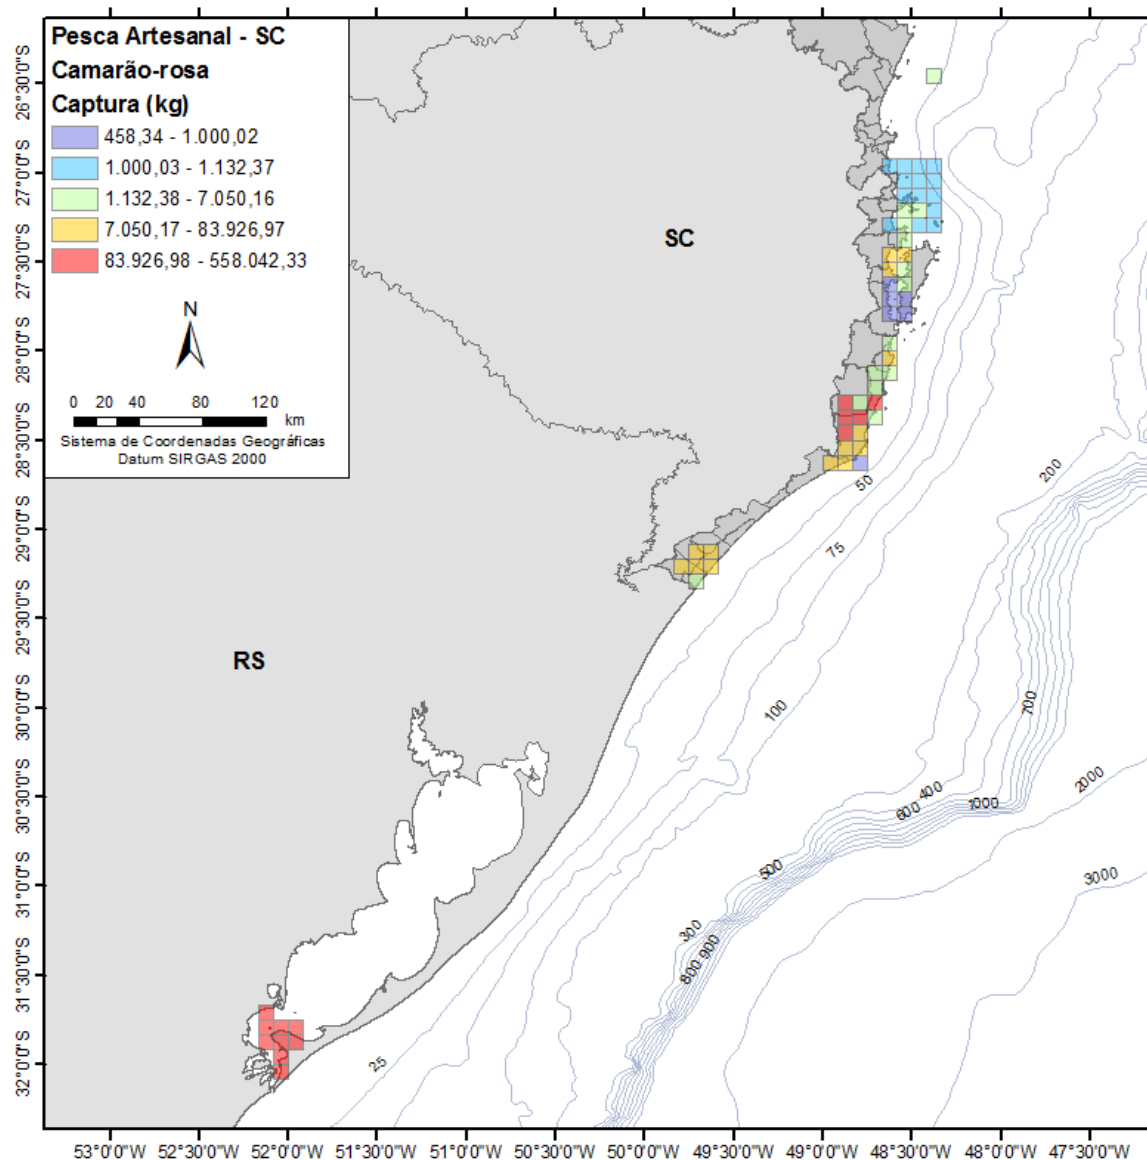 Pesca Artesanal - SC
Camarão-rosa
Captura (kg)
458,34 - 1.000,02
1.000,03 - 1.132,37
1.132,38 - 7.050,16
7.050,17 - 83.926,97
83.926,98 - 558.042,33
N
0 20 40 80 120
km
Sistema de Coordenadas Geográficas
Datum SIRGAS 2000
SC
RS
26°30'0"S
27°0'0"S
27°30'0"S
28°0'0"S
28°30'0"S
29°0'0"S
29°30'0"S
30°0'0"S
30°30'0"S
31°0'0"S
31°30'0"S
32°0'0"S
50
200
75
100
700
400
600
1000
2000
500
3000
300
800
900
25
53°0'0"W
52°30'0"W
52°0'0"W
51°30'0"W
51°0'0"W
50°30'0"W
50°0'0"W
49°30'0"W
49°0'0"W
48°30'0"W
48°0'0"W
47°30'0"W